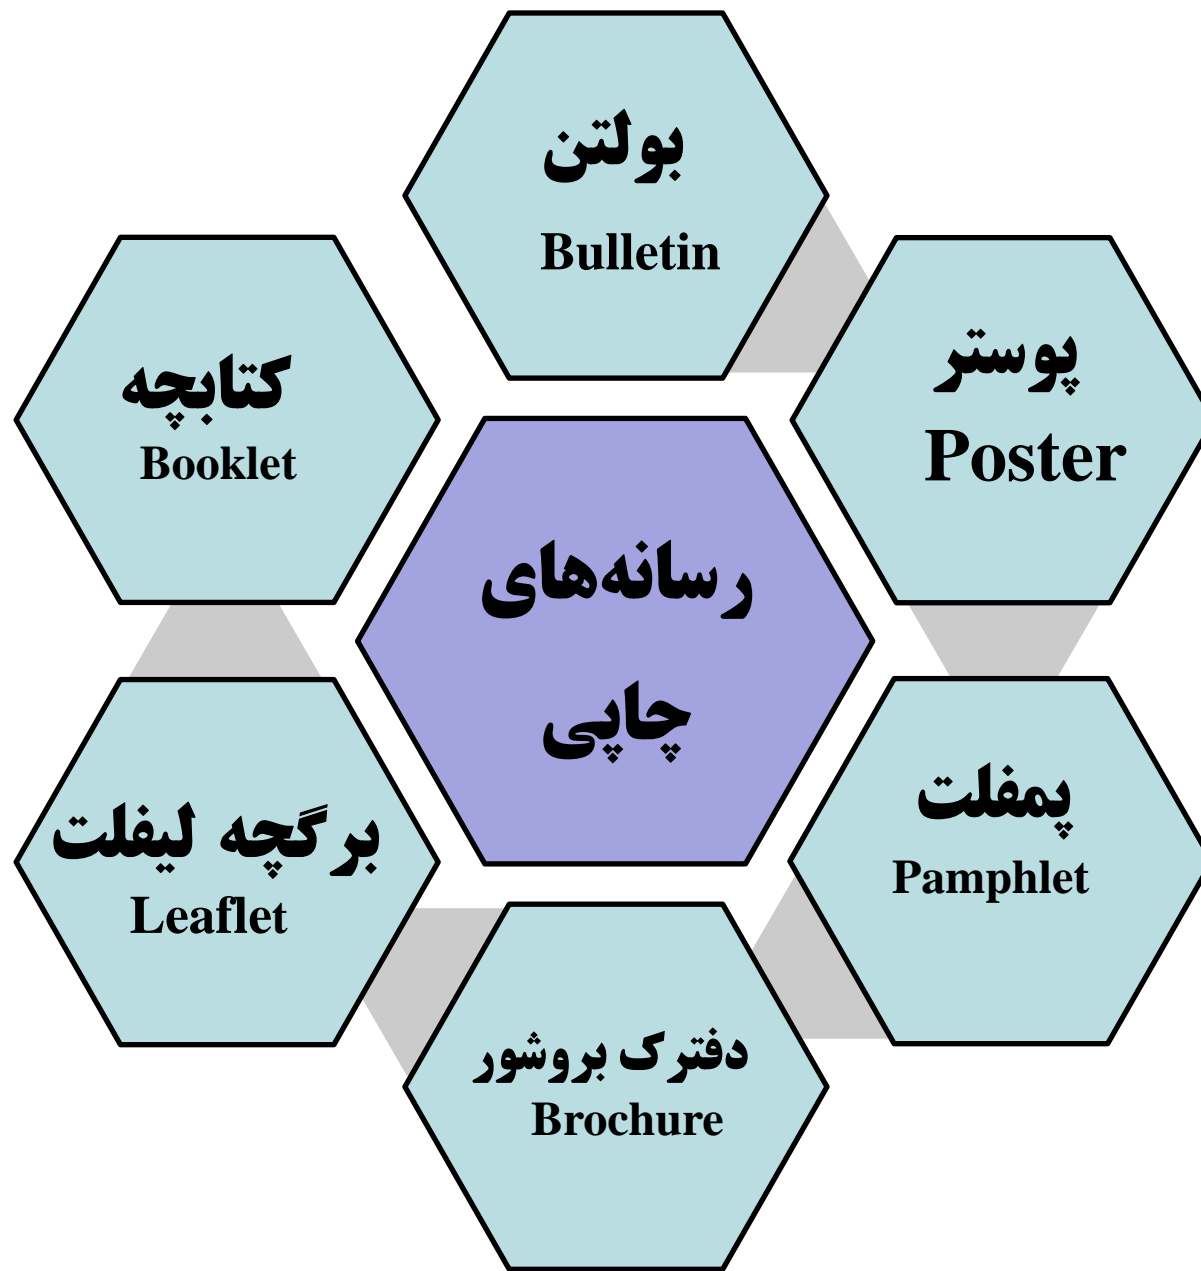 بولتن
Bulletin
پوستر
Poster
کتابچه
Booklet
رسانه‌های
چاپی
پمفلت
Pamphlet
برگچه لیفلت
Leaflet
دفترک بروشور
Brochure